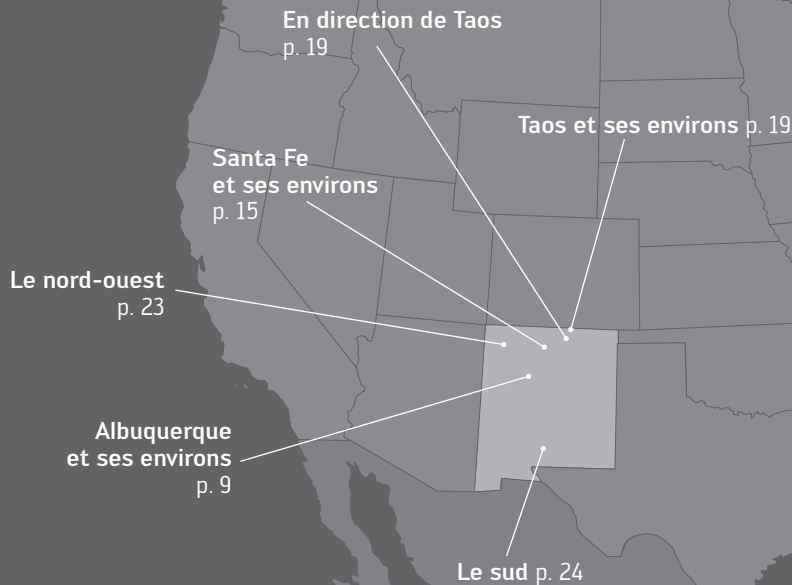 En direction de Taos
p. 19
Taos et ses environs p. 19
Santa Fe
et ses environs
p. 15
Le nord-ouest
p. 23
Albuquerque
et ses environs
p. 9
Le sud p. 24